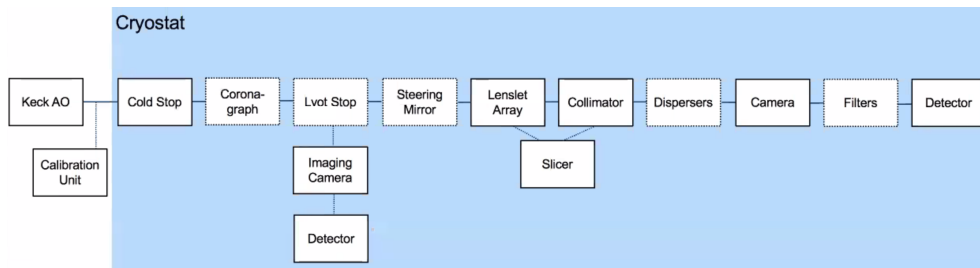 Cryostat
Keck AO
Cold Stop
Corona-
graph
Lvot Stop
Steering
Mirror
Lenslet
Array
Collimator
Dispersers
Camera
Filters
Detector
Calibration
Unit
Imaging
Camera
Slicer
Detector